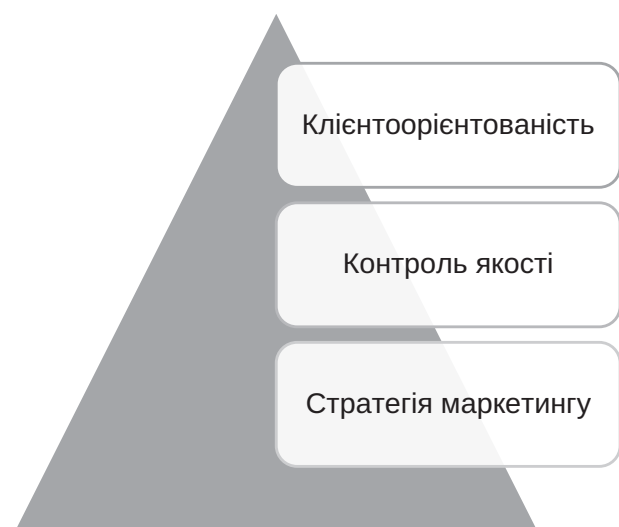 Клієнтоорієнтованість
Контроль якості
Стратегія маркетингу